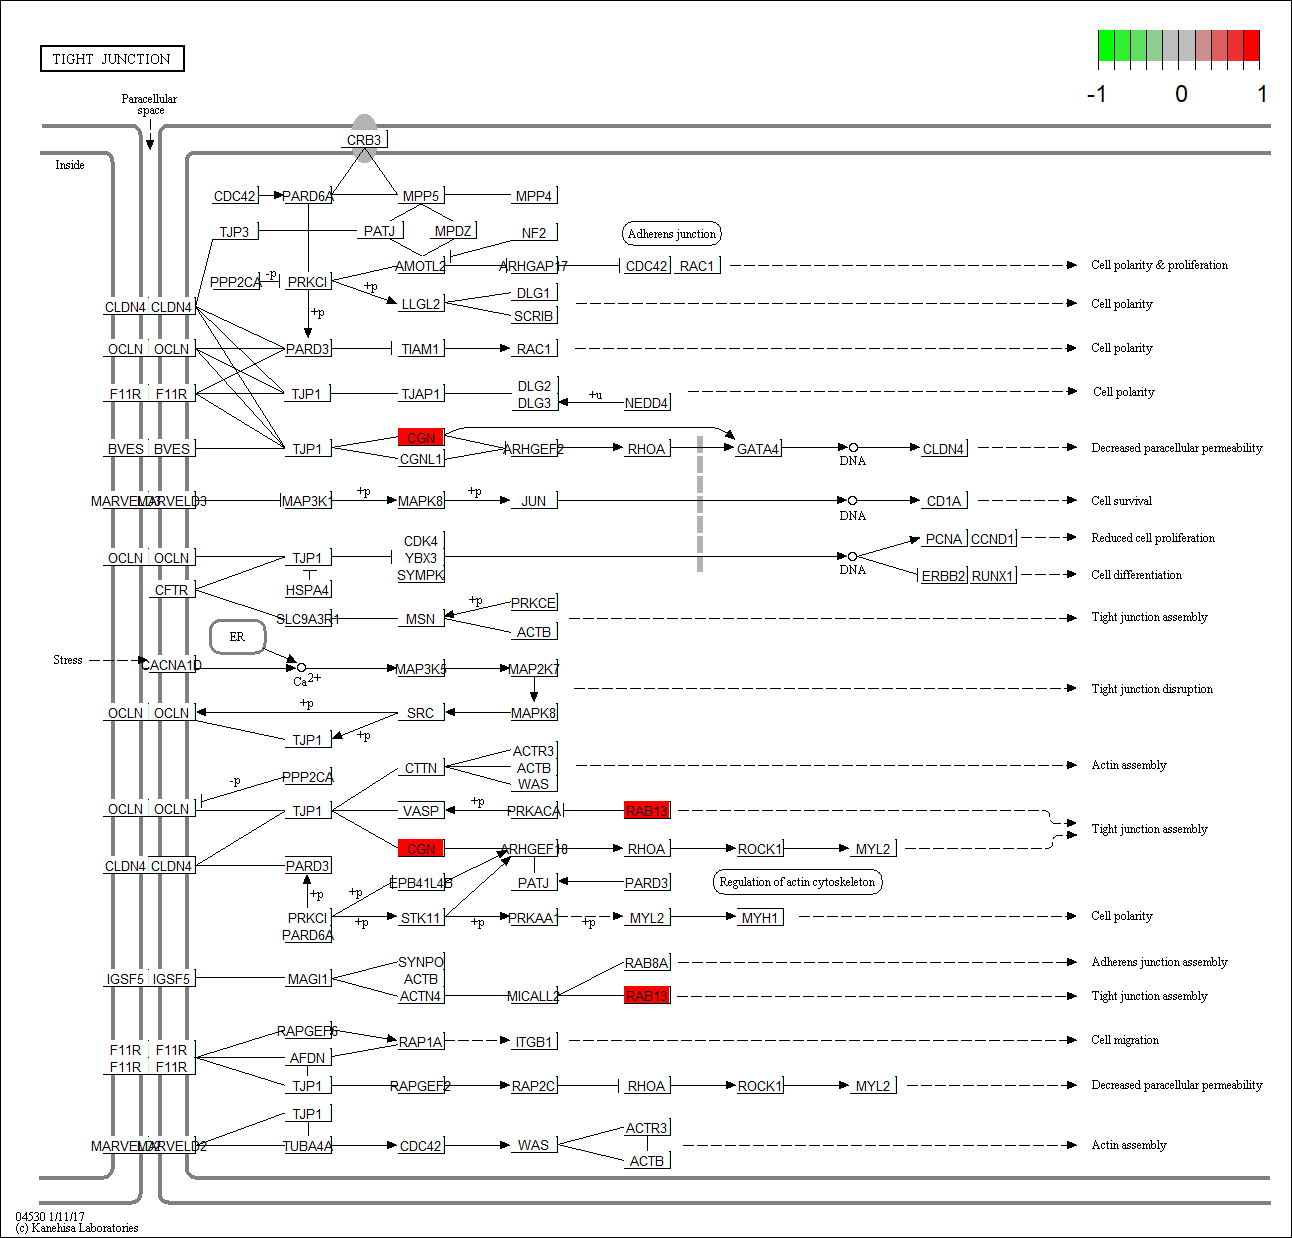 TIGHT JUNCTION
-1 0 1
Paracellular
space
CRB3
Inside
CDC42 PARD6A MPP5 MPP4
TJP3 PATJ MPDZ NF2 Adherens junction
PPP2CA -p PRKCI AMOTL2 ARHGAP17 CDC42 RAC1 Cell polarity & proliferation
+p DLG1
CLDN4 CLDN4 LLGL2 Cell polarity
+p SCRIB
OCLN OCLN PARD3 TIAM1 RAC1 Cell polarity
DLG2
F11R F11R TJP1 TJAP1 Cell polarity
DLG3 +u NEDD4
CGN
BVES BVES TJP1 ARHGEF2 RHOA GATA4 CLDN4 Decreased paracellular permeability
CGNL1 DNA
MARVELD3 MARVELD3 MAP3K1 +p MAPK8 +p JUN CD1A Cell survival
DNA
CDK4 PCNA CCND1 Reduced cell proliferation
OCLN OCLN TJP1 YBX3
DNA
SYMPK ERBB2 RUNX1 Cell differentiation
CFTR HSPA4
+p PRKCE
SLC9A3R1 MSN Tight junction assembly
ACTB
ER
Stress CACNA1D MAP3K5 MAP2K7
Ca2+
Tight junction disruption
OCLN OCLN +p SRC MAPK8
TJP1 +p
ACTR3
CTTN ACTB Actin assembly
-p PPP2CA WAS
OCLN OCLN TJP1 VASP +p PRKACA RAB13
Tight junction assembly
CGN ARHGEF18 RHOA ROCK1 MYL2
CLDN4 CLDN4 PARD3
+p +p EPB41L4B PATJ PARD3 Regulation of actin cytoskeleton
PRKCI +p STK11 +p PRKAA1 +p MYL2 MYH1 Cell polarity
PARD6A
SYNPO RAB8A Adherens junction assembly
IGSF5 IGSF5 MAGI1 ACTB
ACTN4 MICALL2 RAB13 Tight junction assembly
RAPGEF6
F11R F11R RAP1A ITGB1 Cell migration
AFDN
F11R F11R
TJP1 RAPGEF2 RAP2C RHOA ROCK1 MYL2 Decreased paracellular permeability
TJP1
ACTR3
MARVELD2 MARVELD2 TUBA4A CDC42 WAS Actin assembly
ACTB
04530 1/11/17
(c) Kanehisa Laboratories